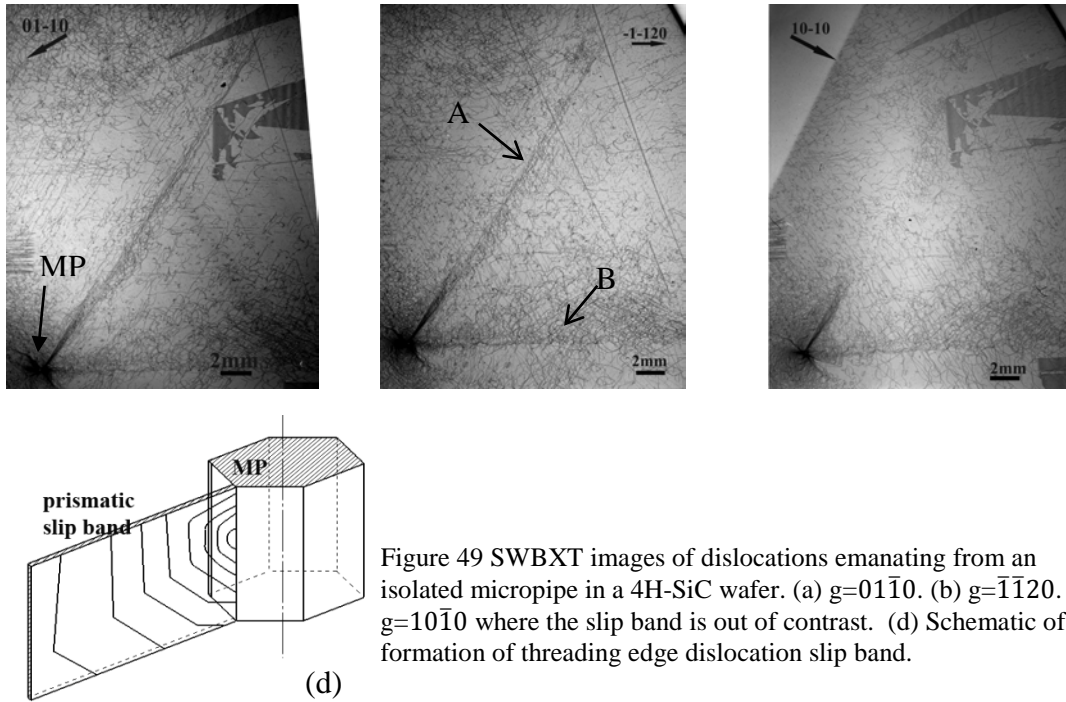 01-10
MP
2mm
-1-120
A
B
2mm
10-10
2mm
MP
prismatic
slip band
(d)
Figure 49 SWBXT images of dislocations emanating from an
isolated micropipe in a 4H-SiC wafer. (a) g=011̅0. (b) g=1̅1̅20.
g=101̅0 where the slip band is out of contrast. (d) Schematic of
formation of threading edge dislocation slip band.